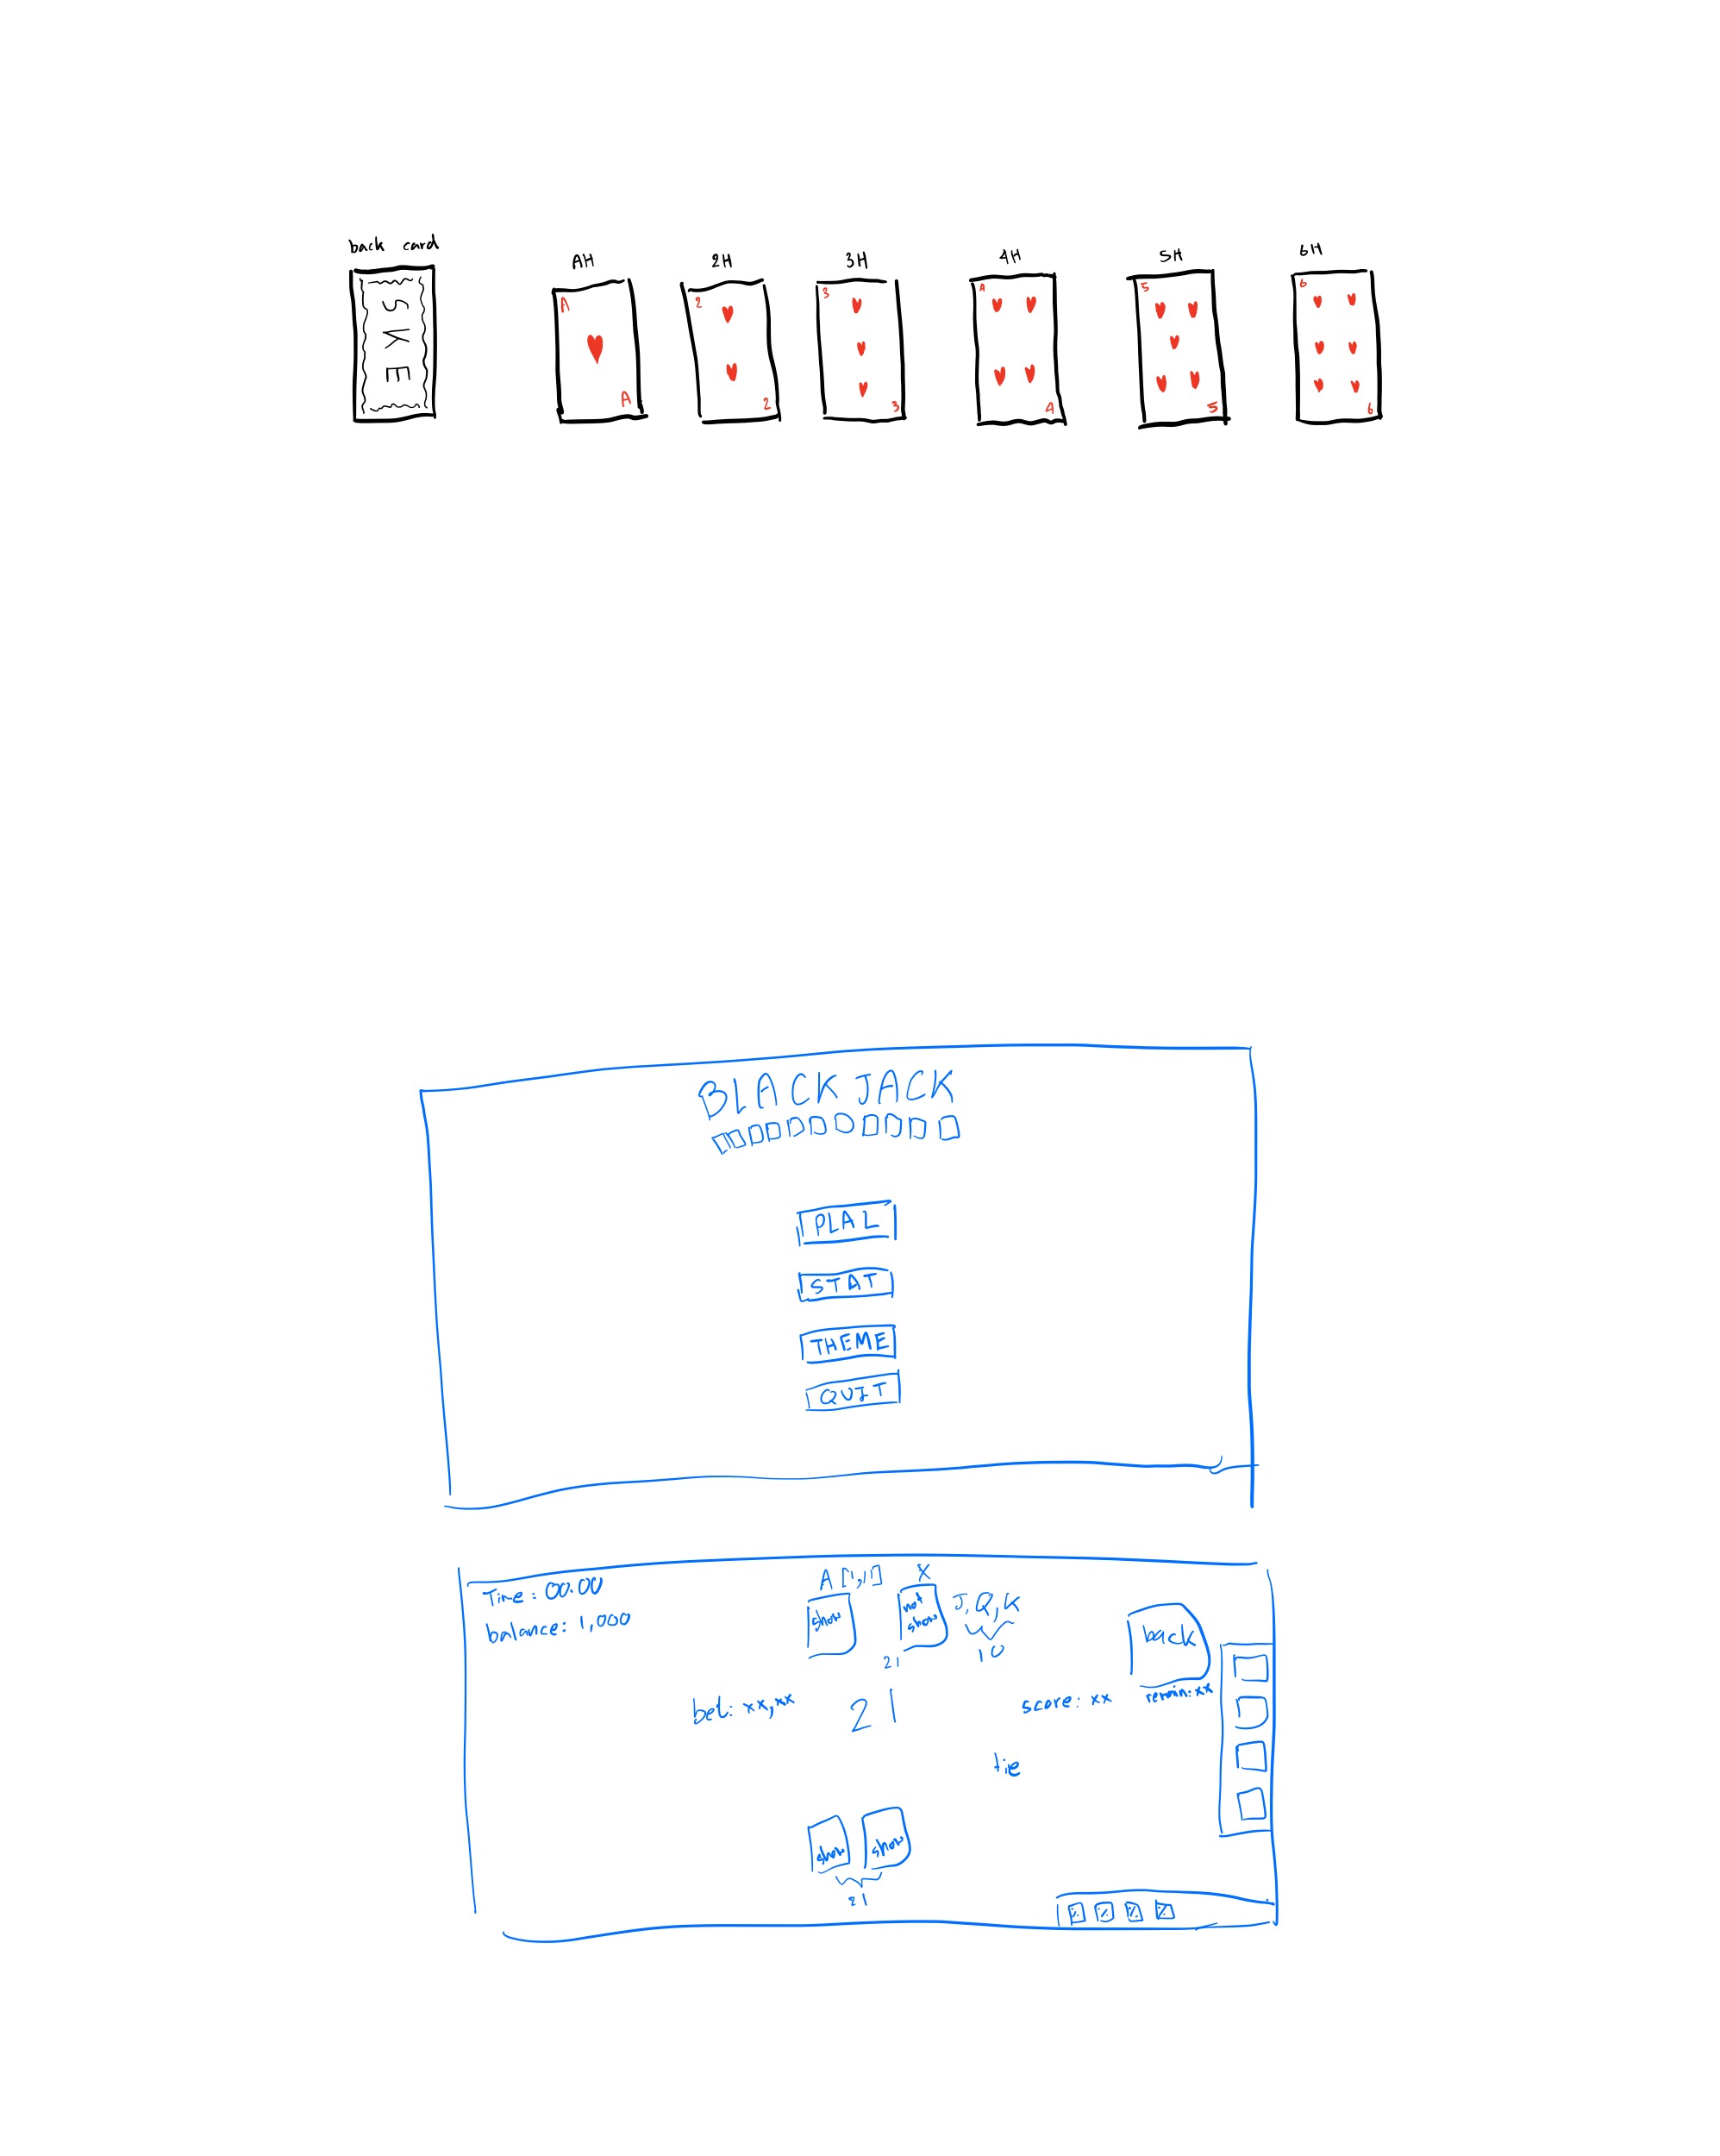 back card
AH
2H
3H
4H
5H
6H
J K E
A
A
2
2
3
3
A
4
5
5
6
6
BLACK JACK
PLAL
STAT
THEME
QUIT
Time: 00.00
balance: 1,000
A [1,11]
X
show
not show
J, Q, K
10
21
back
remain: xx
bet: xx,xx
21
score: xx
tie
show
show
21